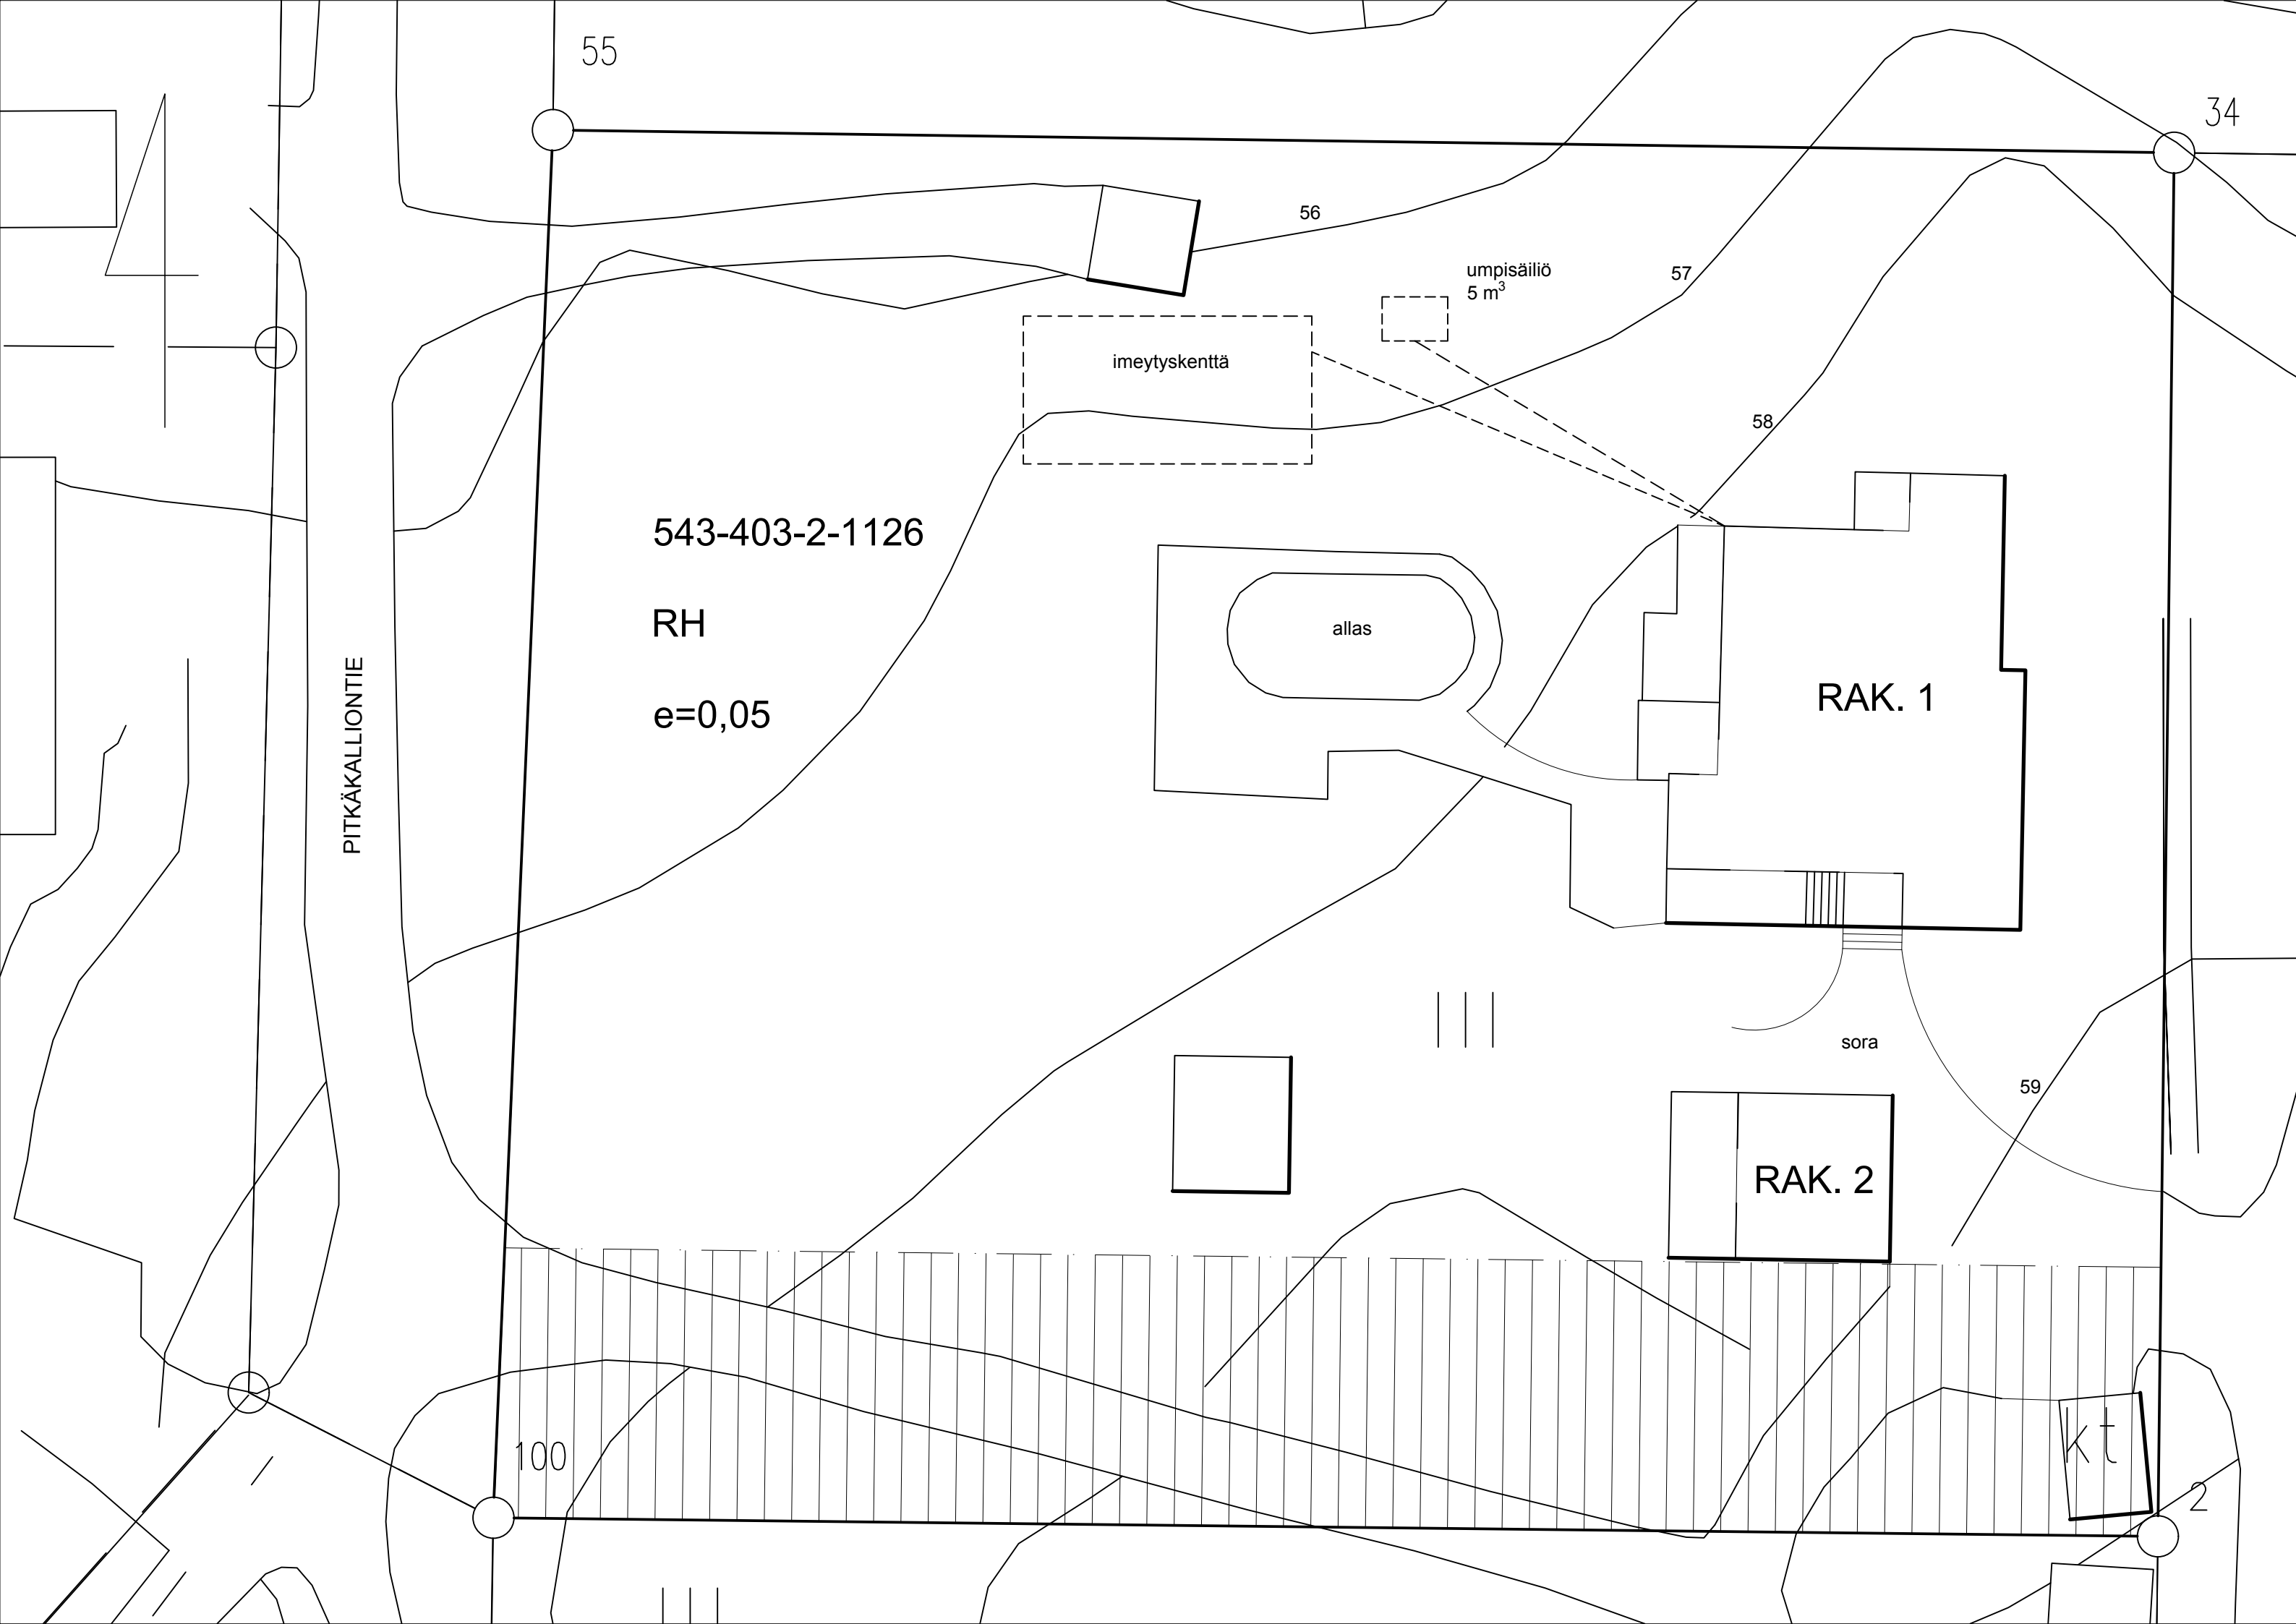 55
34
56
umpisäiliö
5 m³
57
imeytyskenttä
58
543-403-2-1126
RH
e=0,05
allas
RAK. 1
PITKÄKALLIONTIE
sora
59
RAK. 2
100
kt
2